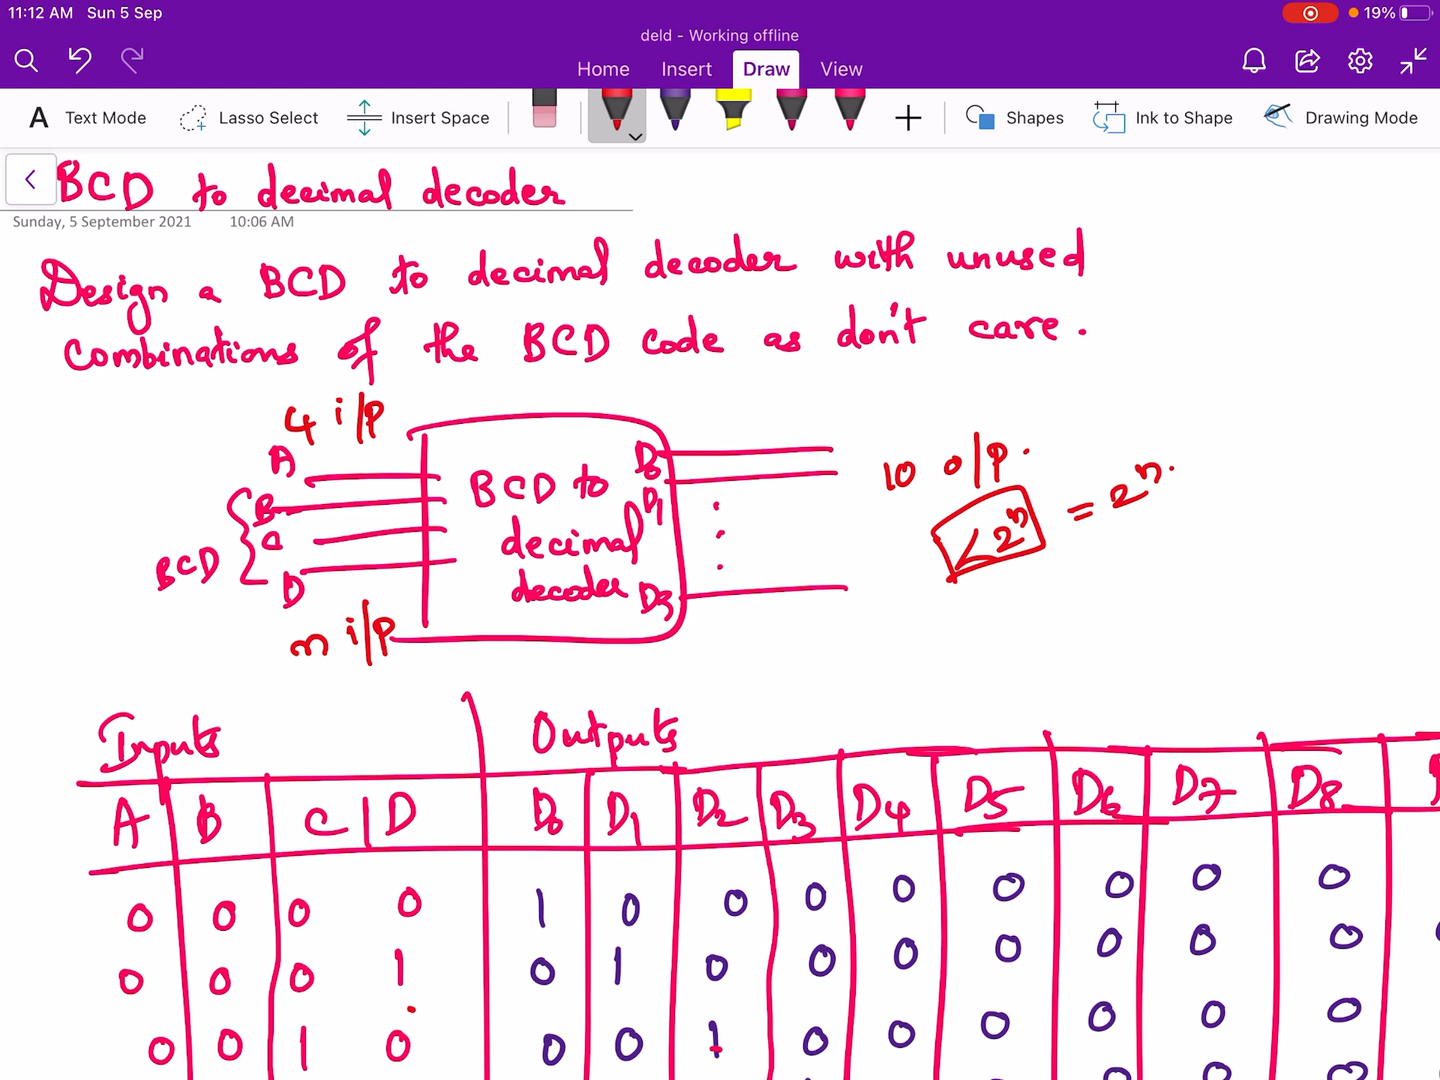 11:12 AM Sun 5 Sep
19%
deld - Working offline
Home Insert Draw View
A Text Mode Lasso Select Insert Space Shapes Ink to Shape Drawing Mode
BCD to decimal decoder
Sunday, 5 September 2021 10:06 AM
Design a BCD to decimal decoder with unused
combinations of the BCD code as don't care.
4 i/p
A
B
C
D
BCD
n i/p
BCD to
decimal
decoder
D0
D1
D9
10 o/p.
<2^n = 2^n.
Inputs Outputs
A B C D D0 D1 D2 D3 D4 D5 D6 D7 D8
0 0 0 0 1 0 0 0 0 0 0 0 0
0 0 0 1 0 1 0 0 0 0 0 0 0
0 0 1 0 0 0 1 0 0 0 0 0 0